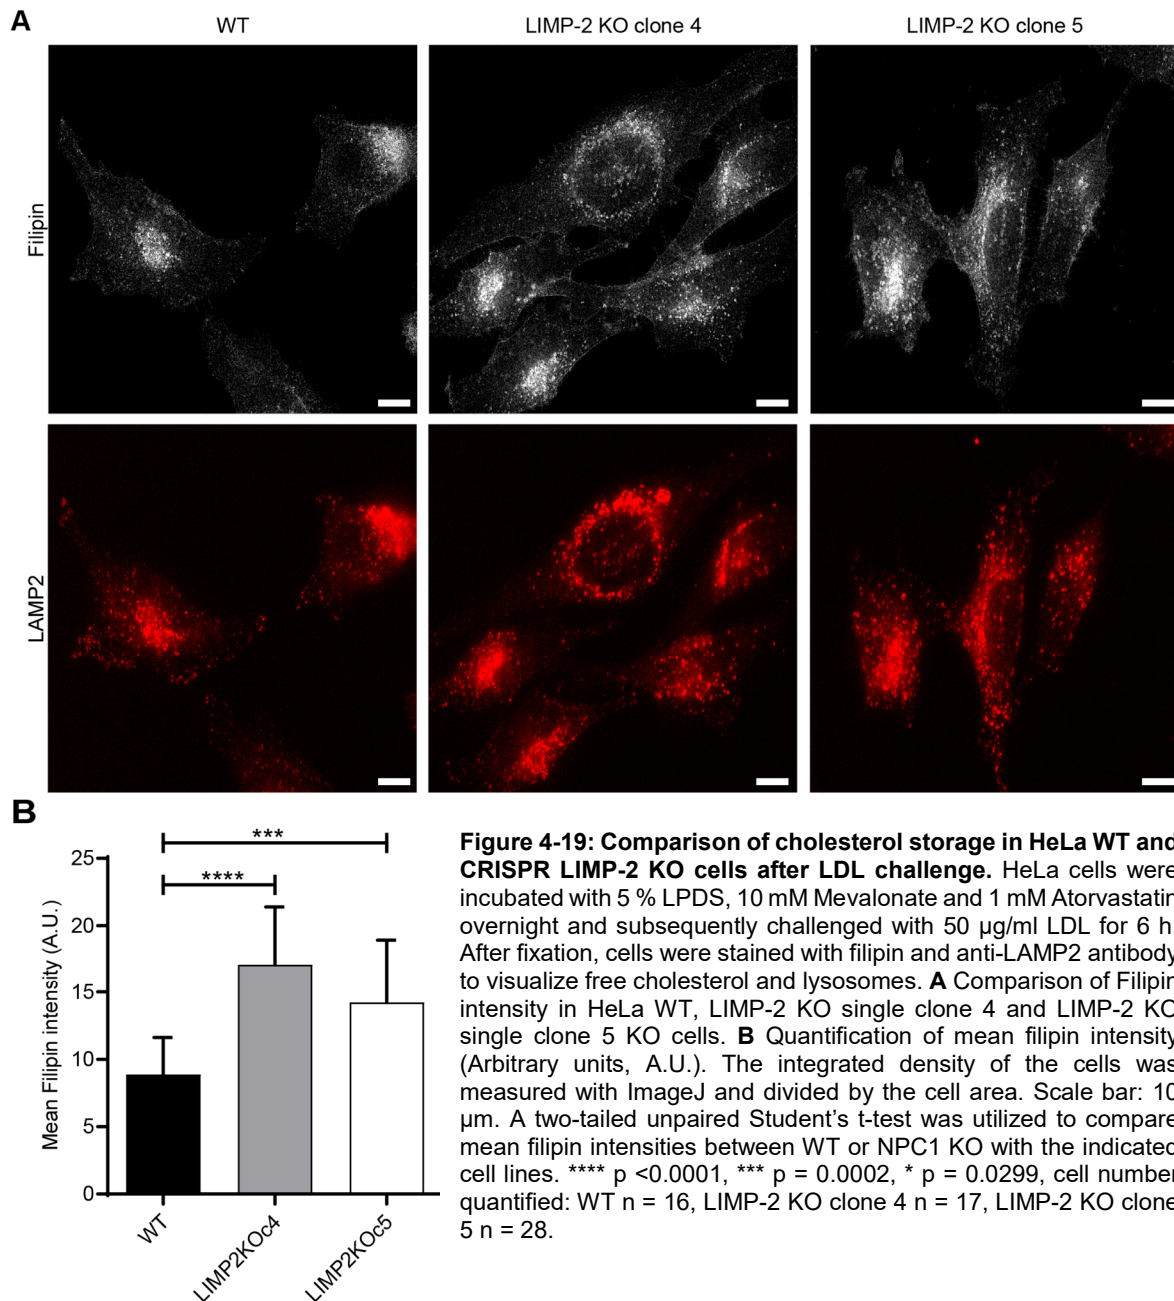 A
WT
LIMP-2 KO clone 4
LIMP-2 KO clone 5
Filipin
LAMP2
B
***
****
Mean Filipin intensity (A.U.)
25
20
15
10
5
0
WT
LIMP2KOc4
LIMP2KOc5
Figure 4-19: Comparison of cholesterol storage in HeLa WT and
CRISPR LIMP-2 KO cells after LDL challenge. HeLa cells were
incubated with 5 % LPDS, 10 mM Mevalonate and 1 mM Atorvastatin
overnight and subsequently challenged with 50 µg/ml LDL for 6 h
After fixation, cells were stained with filipin and anti-LAMP2 antibody
to visualize free cholesterol and lysosomes. A Comparison of Filipin
intensity in HeLa WT, LIMP-2 KO single clone 4 and LIMP-2 KO
single clone 5 KO cells. B Quantification of mean filipin intensity
(Arbitrary units, A.U.). The integrated density of the cells was
measured with ImageJ and divided by the cell area. Scale bar: 10
µm. A two-tailed unpaired Student’s t-test was utilized to compare
mean filipin intensities between WT or NPC1 KO with the indicated
cell lines. **** p <0.0001, *** p = 0.0002, * p = 0.0299, cell number
quantified: WT n = 16, LIMP-2 KO clone 4 n = 17, LIMP-2 KO clone
5 n = 28.